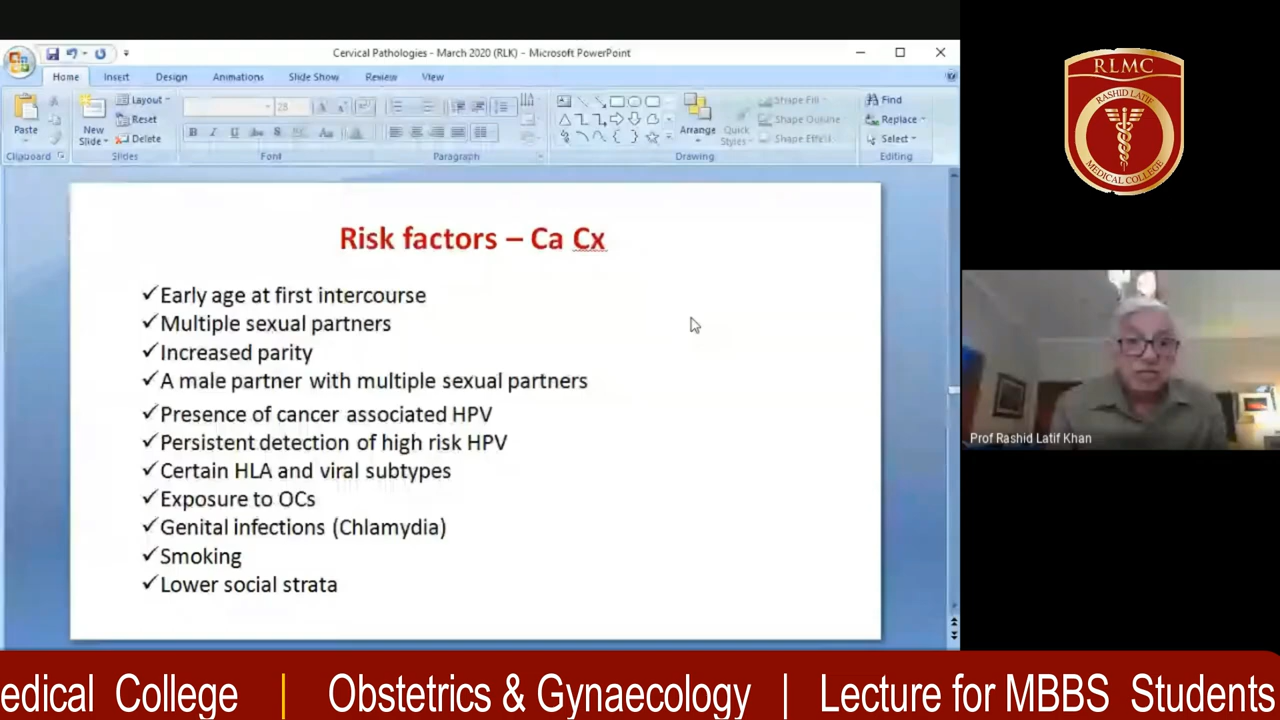 Cervical Pathologies - March 2020 (RLK) - Microsoft PowerPoint
Home Insert Design Animations Slide Show Review View
Paste
Clipboard
New Slide
Layout
Reset
Delete
Slides
28
B I U abe S
Aa
Font
Paragraph
Arrange
Quick Styles
Shape Fill
Shape Outline
Shape Effects
Drawing
Find
Replace
Select
Editing
Risk factors – Ca Cx
✓Early age at first intercourse
✓Multiple sexual partners
✓Increased parity
✓A male partner with multiple sexual partners
✓Presence of cancer associated HPV
✓Persistent detection of high risk HPV
✓Certain HLA and viral subtypes
✓Exposure to OCs
✓Genital infections (Chlamydia)
✓Smoking
✓Lower social strata
RLMC
RASHID LATIF
MEDICAL COLLEGE
Prof Rashid Latif Khan
edical College | Obstetrics & Gynaecology | Lecture for MBBS Students